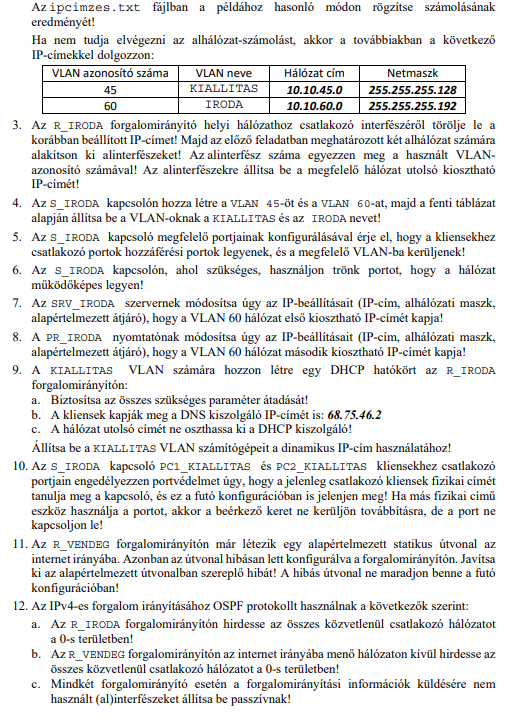 Az ipcimzes.txt fájlban a példához hasonló módon rögzítse számolásának
eredményét!
Ha nem tudja elvégezni az alhálózat-számolást, akkor a továbbiakban a következő
IP-címekkel dolgozzon:
VLAN azonosító száma VLAN neve Hálózat cím Netmaszk
45 KIALLITAS 10.10.45.0 255.255.255.128
60 IRODA 10.10.60.0 255.255.255.192
3. Az R_IRODA forgalomirányító helyi hálózathoz csatlakozó interfészéről törölje le a
korábban beállított IP-címet! Majd az előző feladatban meghatározott két alhálózat számára
alakítson ki alinterfészeket! Az alinterfész száma egyezzen meg a használt VLAN-
azonosító számával! Az alinterfészekre állítsa be a megfelelő hálózat utolsó kiosztható
IP-címét!
4. Az S_IRODA kapcsolón hozza létre a VLAN 45-öt és a VLAN 60-at, majd a fenti táblázat
alapján állítsa be a VLAN-oknak a KIALLITAS és az IRODA nevet!
5. Az S_IRODA kapcsoló megfelelő portjainak konfigurálásával érje el, hogy a kliensekhez
csatlakozó portok hozzáférési portok legyenek, és a megfelelő VLAN-ba kerüljenek!
6. Az S_IRODA kapcsolón, ahol szükséges, használjon trönk portot, hogy a hálózat
működőképes legyen!
7. Az SRV_IRODA szervernek módosítsa úgy az IP-beállításait (IP-cím, alhálózati maszk,
alapértelmezett átjáró), hogy a VLAN 60 hálózat első kiosztható IP-címét kapja!
8. A PR_IRODA nyomtatónak módosítsa úgy az IP-beállításait (IP-cím, alhálózati maszk,
alapértelmezett átjáró), hogy a VLAN 60 hálózat második kiosztható IP-címét kapja!
9. A KIALLITAS VLAN számára hozzon létre egy DHCP hatókört az R_IRODA
forgalomirányítón:
a. Biztosítsa az összes szükséges paraméter átadását!
b. A kliensek kapják meg a DNS kiszolgáló IP-címét is: 68.75.46.2
c. A hálózat utolsó címét ne oszthassa ki a DHCP kiszolgáló!
Állítsa be a KIALLITAS VLAN számítógépeit a dinamikus IP-cím használatához!
10. Az S_IRODA kapcsoló PC1_KIALLITAS és PC2_KIALLITAS kliensekhez csatlakozó
portjain engedélyezzen portvédelmet úgy, hogy a jelenleg csatlakozó kliensek fizikai címét
tanulja meg a kapcsoló, és ez a futó konfigurációban is jelenjen meg! Ha más fizikai című
eszköz használja a portot, akkor a beérkező keret ne kerüljön továbbításra, de a port ne
kapcsoljon le!
11. Az R_VENDEG forgalomirányítón már létezik egy alapértelmezett statikus útvonal az
internet irányába. Azonban az útvonal hibásan lett konfigurálva a forgalomirányítón. Javítsa
ki az alapértelmezett útvonalban szereplő hibát! A hibás útvonal ne maradjon benne a futó
konfigurációban!
12. Az IPv4-es forgalom irányításához OSPF protokollt használnak a következők szerint:
a. Az R_IRODA forgalomirányítón hirdesse az összes közvetlenül csatlakozó hálózatot
a 0-s területben!
b. Az R_VENDEG forgalomirányítón az internet irányába menő hálózaton kívül hirdesse az
összes közvetlenül csatlakozó hálózatot a 0-s területben!
c. Mindkét forgalomirányító esetén a forgalomirányítási információk küldésére nem
használt (al)interfészeket állítsa be passzívnak!